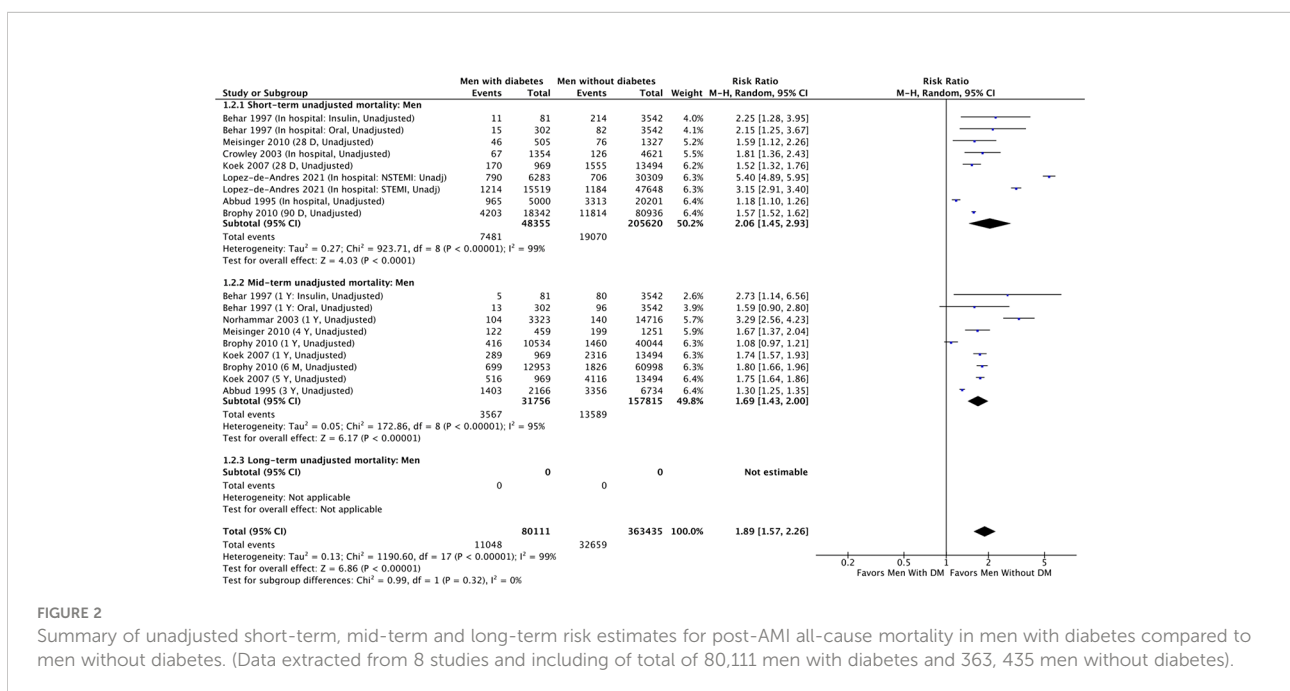 Men with diabetes Men without diabetes Risk Ratio Risk Ratio
Study or Subgroup Events Total Events Total Weight M-H, Random, 95% CI M-H, Random, 95% CI
1.2.1 Short-term unadjusted mortality: Men
Behar 1997 (In hospital: Insulin, Unadjusted) 11 81 214 3542 4.0% 2.25 [1.28, 3.95]
Behar 1997 (In hospital: Oral, Unadjusted) 15 302 82 3542 4.1% 2.15 [1.25, 3.67]
Meisinger 2010 (28 D, Unadjusted) 46 505 76 1327 5.2% 1.59 [1.12, 2.26]
Crowley 2003 (In hospital, Unadjusted) 67 1354 126 4621 5.5% 1.81 [1.36, 2.43]
Koek 2007 (28 D, Unadjusted) 170 969 1555 13494 6.2% 1.52 [1.32, 1.76]
Lopez-de-Andres 2021 (In hospital: NSTEMI: Unadj) 790 6283 706 30309 6.3% 5.40 [4.89, 5.95]
Lopez-de-Andres 2021 (In hospital: STEMI, Unadj) 1214 15519 1184 47648 6.3% 3.15 [2.91, 3.40]
Abbud 1995 (In hospital, Unadjusted) 965 5000 3313 20201 6.4% 1.18 [1.10, 1.26]
Brophy 2010 (90 D, Unadjusted) 4203 18342 11814 80936 6.4% 1.57 [1.52, 1.62]
Subtotal (95% CI) 48355 205620 50.2% 2.06 [1.45, 2.93]
Total events 7481 19070
Heterogeneity: Tau² = 0.27; Chi² = 923.71, df = 8 (P < 0.00001); I² = 99%
Test for overall effect: Z = 4.03 (P < 0.0001)
1.2.2 Mid-term unadjusted mortality: Men
Behar 1997 (1 Y: Insulin, Unadjusted) 5 81 80 3542 2.6% 2.73 [1.14, 6.56]
Behar 1997 (1 Y: Oral, Unadjusted) 13 302 96 3542 3.9% 1.59 [0.90, 2.80]
Norhammar 2003 (1 Y, Unadjusted) 104 3323 140 14716 5.7% 3.29 [2.56, 4.23]
Meisinger 2010 (4 Y, Unadjusted) 122 459 199 1251 5.9% 1.67 [1.37, 2.04]
Brophy 2010 (1 Y, Unadjusted) 416 10534 1460 40044 6.3% 1.08 [0.97, 1.21]
Koek 2007 (1 Y, Unadjusted) 289 969 2316 13494 6.3% 1.74 [1.57, 1.93]
Brophy 2010 (6 M, Unadjusted) 699 12953 1826 60998 6.3% 1.80 [1.66, 1.96]
Koek 2007 (5 Y, Unadjusted) 516 969 4116 13494 6.4% 1.75 [1.64, 1.86]
Abbud 1995 (3 Y, Unadjusted) 1403 2166 3356 6734 6.4% 1.30 [1.25, 1.35]
Subtotal (95% CI) 31756 157815 49.8% 1.69 [1.43, 2.00]
Total events 3567 13589
Heterogeneity: Tau² = 0.05; Chi² = 172.86, df = 8 (P < 0.00001); I² = 95%
Test for overall effect: Z = 6.17 (P < 0.00001)
1.2.3 Long-term unadjusted mortality: Men
Subtotal (95% CI) 0 0 Not estimable
Total events 0 0
Heterogeneity: Not applicable
Test for overall effect: Not applicable
Total (95% CI) 80111 363435 100.0% 1.89 [1.57, 2.26]
Total events 11048 32659
Heterogeneity: Tau² = 0.13; Chi² = 1190.60, df = 17 (P < 0.00001); I² = 99%
Test for overall effect: Z = 6.86 (P < 0.00001)
Test for subgroup differences: Chi² = 0.99, df = 1 (P = 0.32), I² = 0%
0.2 1 2 5
Favors Men With DM Favors Men Without DM
FIGURE 2
Summary of unadjusted short-term, mid-term and long-term risk estimates for post-AMI all-cause mortality in men with diabetes compared to
men without diabetes. (Data extracted from 8 studies and including of total of 80,111 men with diabetes and 363, 435 men without diabetes).